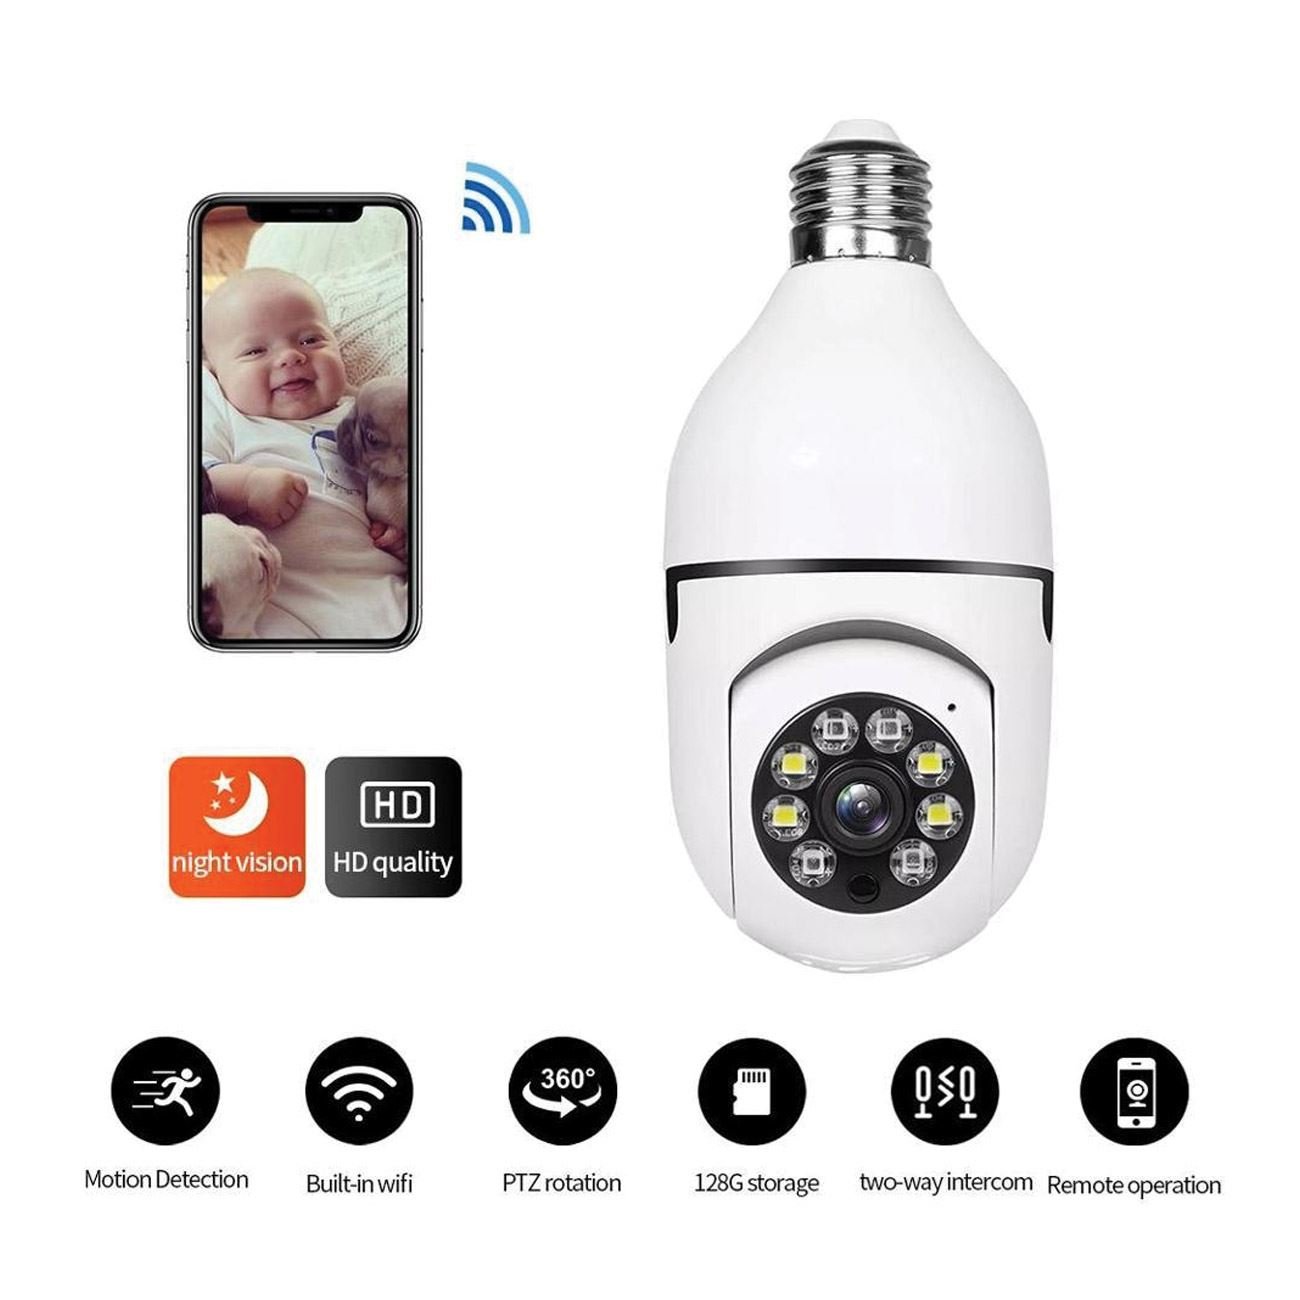 night vision
HD
HD quality
360°
Motion Detection
Built-in wifi
PTZ rotation
128G storage
two-way intercom
Remote operation